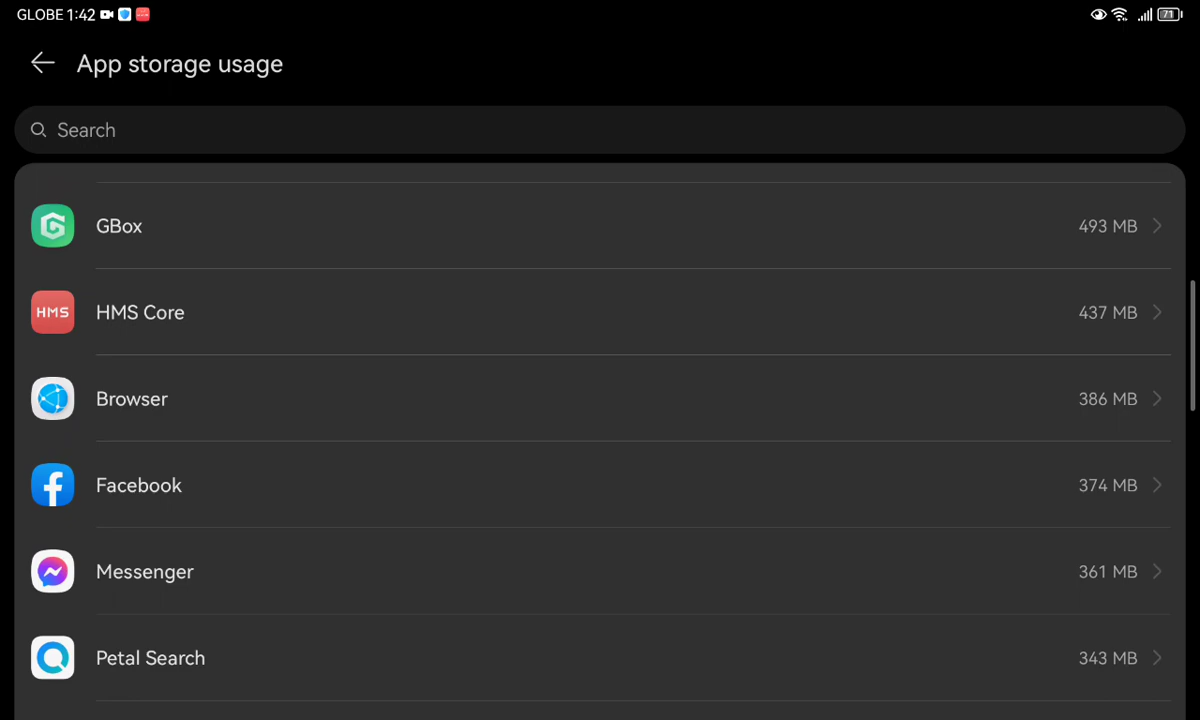 GLOBE 1:42 71
App storage usage
Search
GBox 493 MB
HMS HMS Core 437 MB
Browser 386 MB
Facebook 374 MB
Messenger 361 MB
Petal Search 343 MB